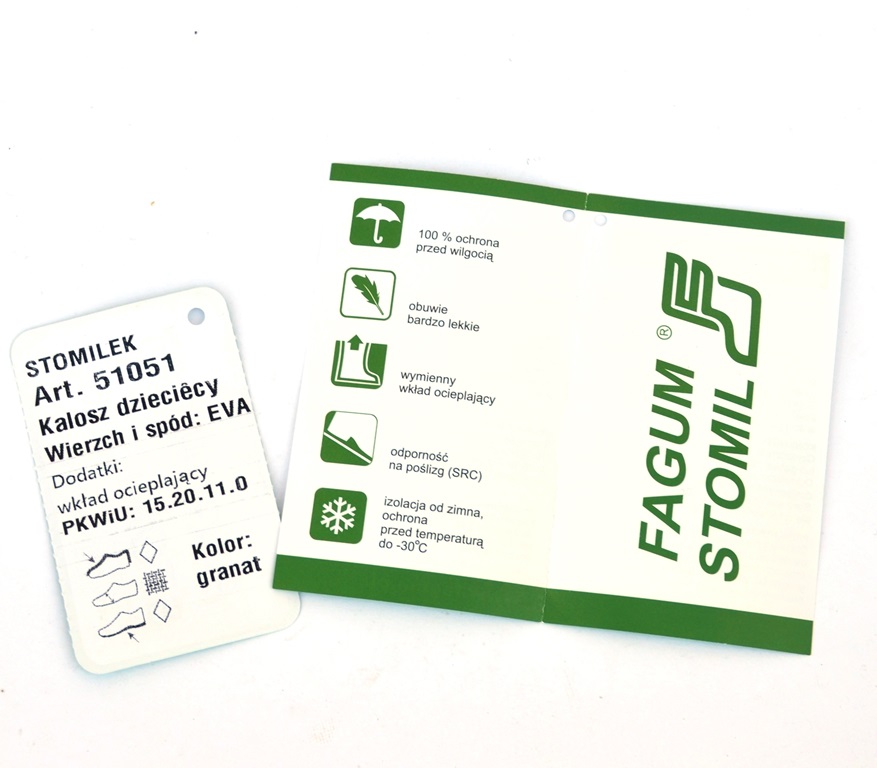 STOMILEK
Art. 51051
Kalosz dzieciêcy
Wierzch i spód: EVA
Dodatki:
wkład ocieplający
PKWiU: 15.20.11.0
Kolor:
granat
100 % ochrona
przed wilgocią
obuwie
bardzo lekkie
wymienny
wkład ocieplający
odporność
na poślizg (SRC)
izolacja od zimna,
ochrona
przed temperaturą
do -30°C
FAGUM ®
STOMIL